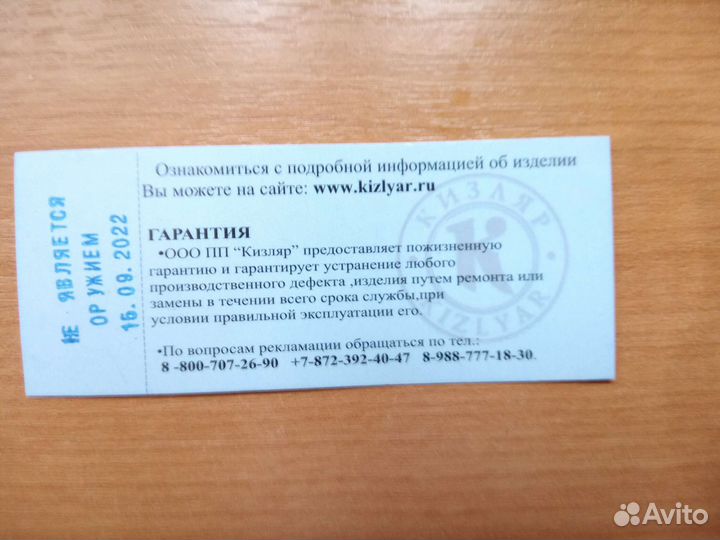 Ознакомиться с подробной информацией об изделии
Вы можете на сайте: www.kizlyar.ru
ГАРАНТИЯ
•ООО ПП “Кизляр” предоставляет пожизненную
гарантию и гарантирует устранение любого
производственного дефекта ,изделия путем ремонта или
замены в течении всего срока службы,при
условии правильной эксплуатации его.
•По вопросам рекламации обращаться по тел.:
8 -800-707-26-90 +7-872-392-40-47 8-988-777-18-30.
НЕ ЯВЛЯЕТСЯ
ОРУЖИЕМ
15.09.2022
КИЗЛЯР
KIZLYAR
Avito